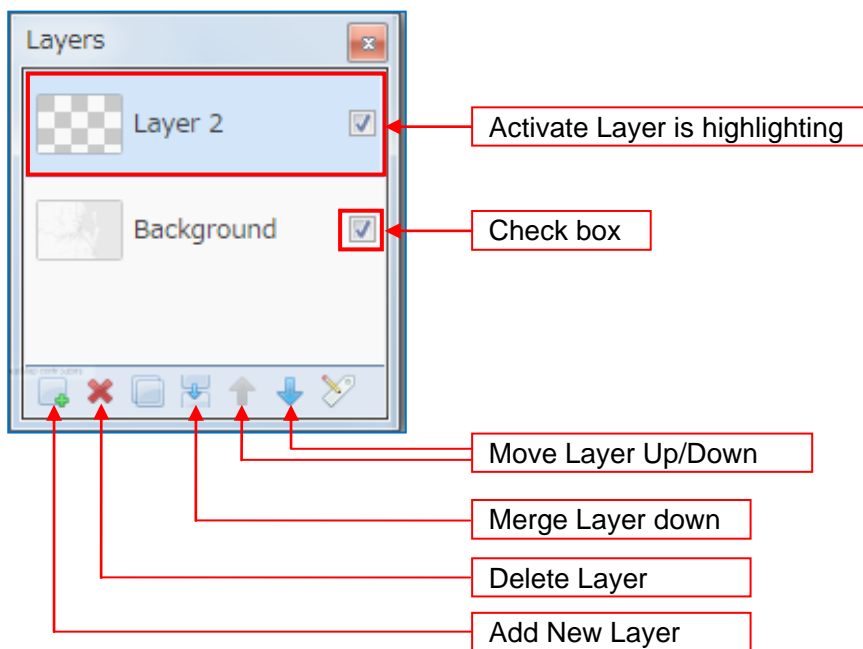 Layers
Layer 2
Activate Layer is highlighting
Background
Check box
Move Layer Up/Down
Merge Layer down
Delete Layer
Add New Layer